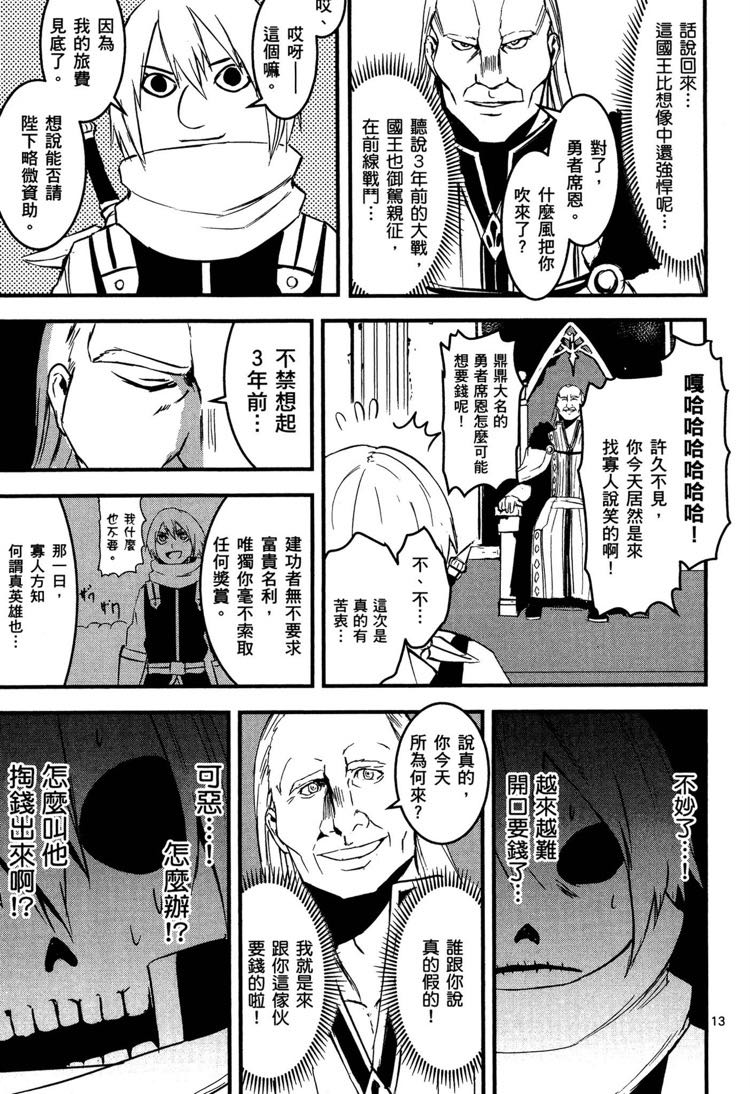 話說回來…
這國王比想像中還強悍呢…
對了，
勇者席恩。
什麼風把你
吹來了？
聽說3年前的大戰，
國王也御駕親征，
在前線戰鬥…
哎、
哎呀——
這個嘛。
因為
我的旅費
見底了。
想說能否請
陛下略微資助。
嘎哈哈哈哈哈哈！
許久不見，
你今天居然是來
找寡人說笑的啊！
鼎鼎大名的
勇者席恩怎麼可能
想要錢呢！
不、不…
這次是
真的有
苦衷…
不禁想起
3年前…
建功者無不要求
富貴名利，
唯獨你毫不索取
任何獎賞。
我什麼
也不要。
那一日，
寡人方知
何謂真英雄也…
不妙了…！
越來越難
開口要錢了…
說真的，
你今天
所為何來？
誰跟你說
真的假的！
我就是來
跟你這傢伙
要錢的啦！
可惡…！
怎麼辦!?
怎麼叫他
掏錢出來啊!?
13